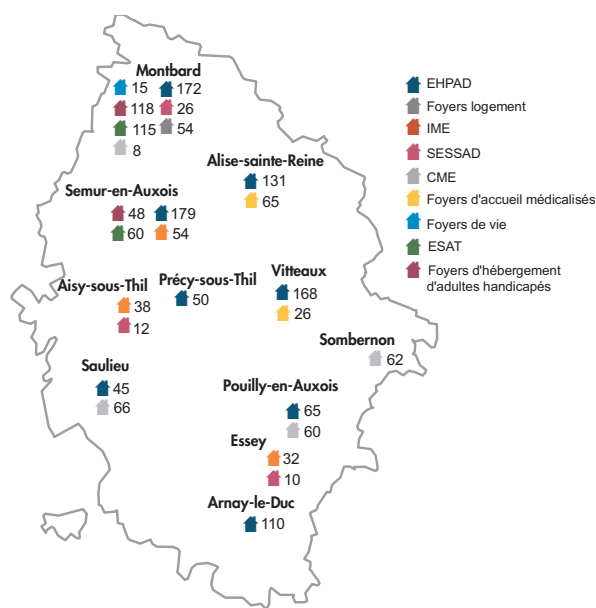 Montbard
15 172
118 26
115 54
8
Alise-sainte-Reine
131
65
Semur-en-Auxois
48 179
60 54
Aisy-sous-Thil
38
12
Précy-sous-Thil
50
Vitteaux
168
26
Sombernon
62
Saulieu
45
66
Pouilly-en-Auxois
65
60
Essey
32
10
Arnay-le-Duc
110
EHPAD
Foyers logement
IME
SESSAD
CME
Foyers d'accueil médicalisés
Foyers de vie
ESAT
Foyers d'hébergement
d'adultes handicapés